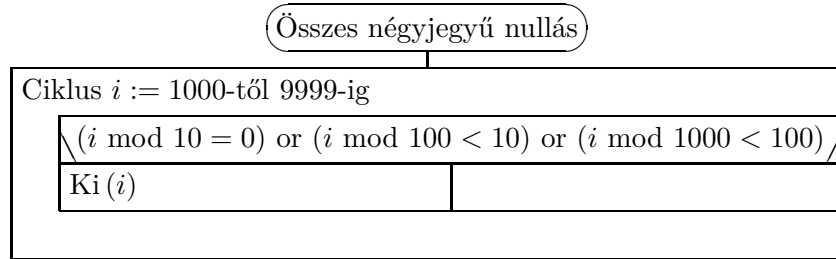 Összes négyjegyű nullás
Ciklus i := 1000-től 9999-ig
(i mod 10 = 0) or (i mod 100 < 10) or (i mod 1000 < 100)
Ki (i)